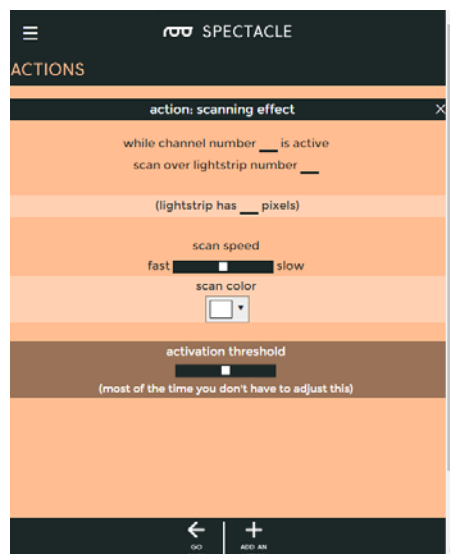 SPECTACLE
ACTIONS
action: scanning effect X
while channel number __ is active
scan over lightstrip number __
(lightstrip has __ pixels)
scan speed
fast slow
scan color
activation threshold
(most of the time you don't have to adjust this)
GO ADD AN